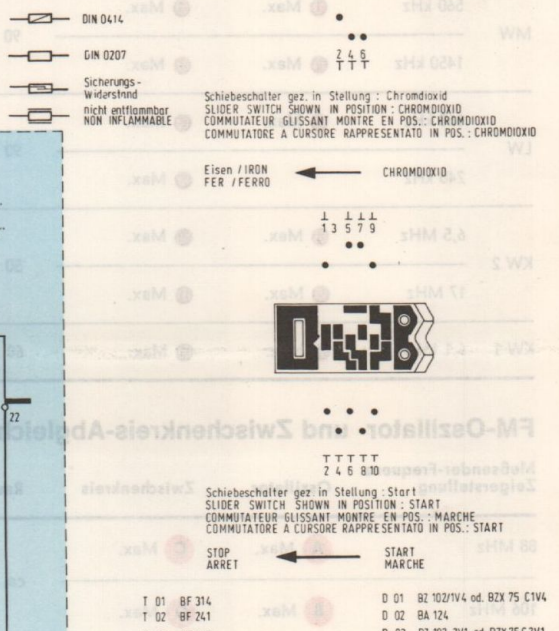 DIN 0414
DIN 0207
Sicherungs-
Widerstand
nicht entflammbar
NON INFLAMMABLE
2 4 6
Schiebeschalter gez. in Stellung : Chromdioxid
SLIDER SWITCH SHOWN IN POSITION : CHROMDIOXID
COMMUTATEUR GLISSANT MONTRE EN POS. : CHROMDIOXID
COMMUTATORE A CURSORE RAPPRESENTATO IN POS. : CHROMDIOXID
Eisen / IRON
FER / FERRO
CHROMDIOXID
1 3 5 7 9
22
2 4 6 8 10
Schiebeschalter gez. in Stellung : Start
SLIDER SWITCH SHOWN IN POSITION : START
COMMUTATEUR GLISSANT MONTRE EN POS. : MARCHE
COMMUTATORE A CURSORE RAPPRESENTATO IN POS. : START
STOP
ARRET
START
MARCHE
T 01 BF 314
T 02 BF 241
D 01 BZ 102/1V4 od. BZX 75 C1V4
D 02 BA 124